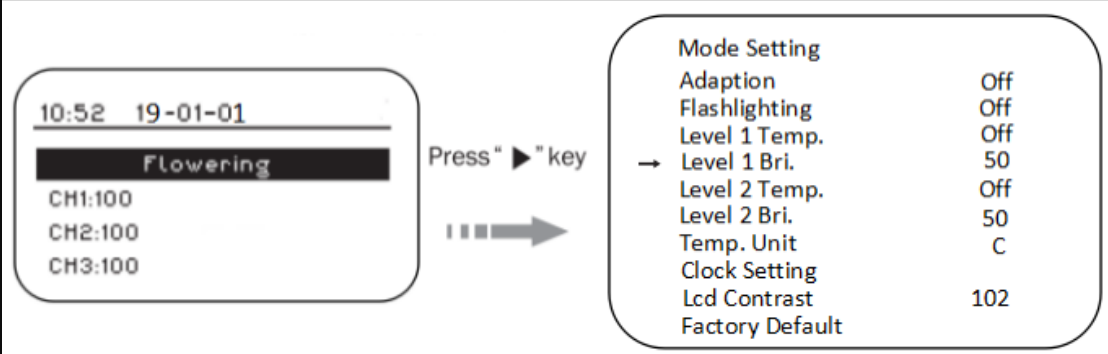 10:52 19-01-01
Flowering
CH1:100
CH2:100
CH3:100
Press " ▶ " key
Mode Setting
Adaption Off
Flashlighting Off
Level 1 Temp. Off
→ Level 1 Bri. 50
Level 2 Temp. Off
Level 2 Bri. 50
Temp. Unit C
Clock Setting
Lcd Contrast 102
Factory Default